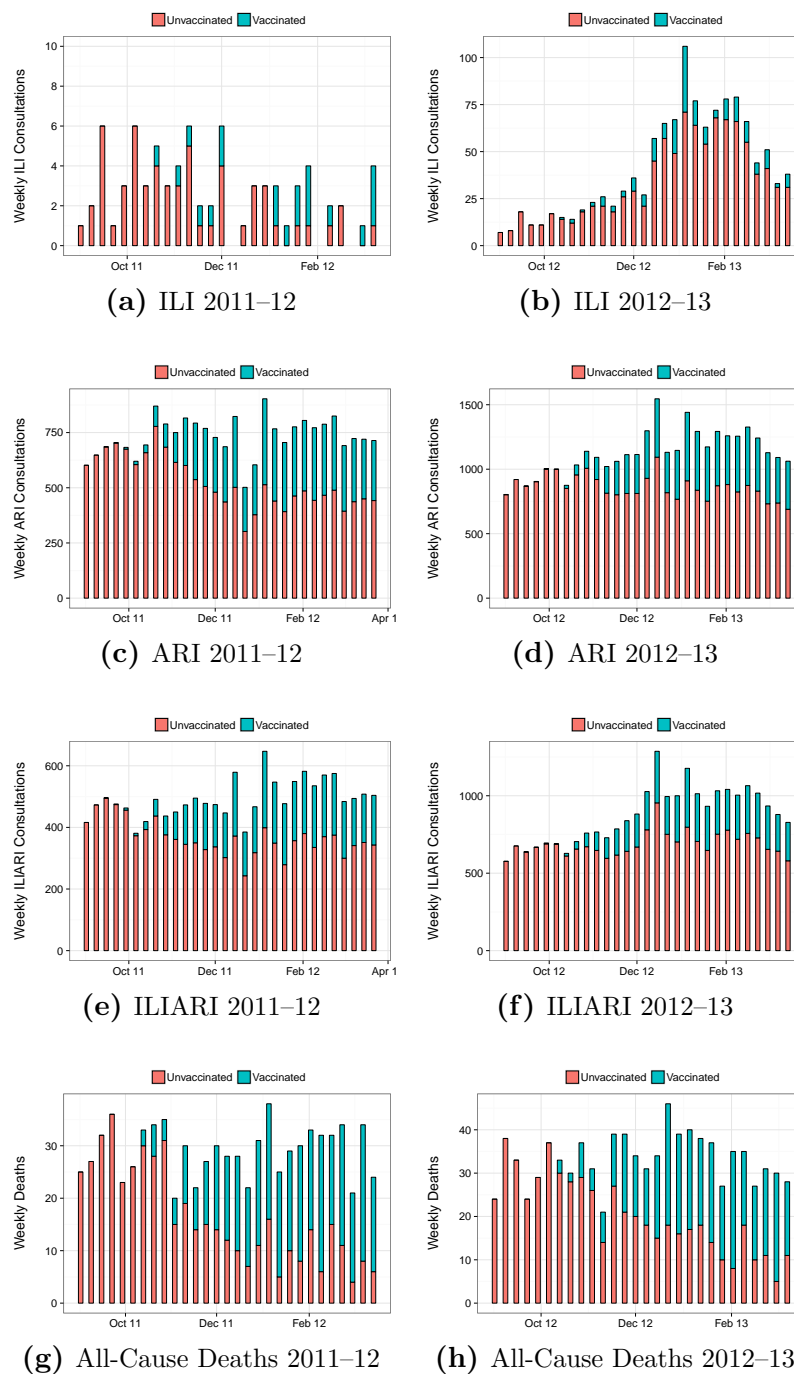 Unvaccinated Vaccinated
Weekly ILI Consultations
10
8
6
4
2
0
Oct 11 Dec 11 Feb 12
(a) ILI 2011–12
Unvaccinated Vaccinated
Weekly ILI Consultations
100
75
50
25
0
Oct 12 Dec 12 Feb 13
(b) ILI 2012–13
Unvaccinated Vaccinated
Weekly ARI Consultations
750
500
250
0
Oct 11 Dec 11 Feb 12 Apr 1
(c) ARI 2011–12
Unvaccinated Vaccinated
Weekly ARI Consultations
1500
1000
500
0
Oct 12 Dec 12 Feb 13
(d) ARI 2012–13
Unvaccinated Vaccinated
Weekly ILIARI Consultations
600
400
200
0
Oct 11 Dec 11 Feb 12 Apr 1
(e) ILIARI 2011–12
Unvaccinated Vaccinated
Weekly ILIARI Consultations
1000
500
0
Oct 12 Dec 12 Feb 13
(f) ILIARI 2012–13
Unvaccinated Vaccinated
Weekly Deaths
30
20
10
0
Oct 11 Dec 11 Feb 12
(g) All-Cause Deaths 2011–12
Unvaccinated Vaccinated
Weekly Deaths
40
30
20
10
0
Oct 12 Dec 12 Feb 13
(h) All-Cause Deaths 2012–13